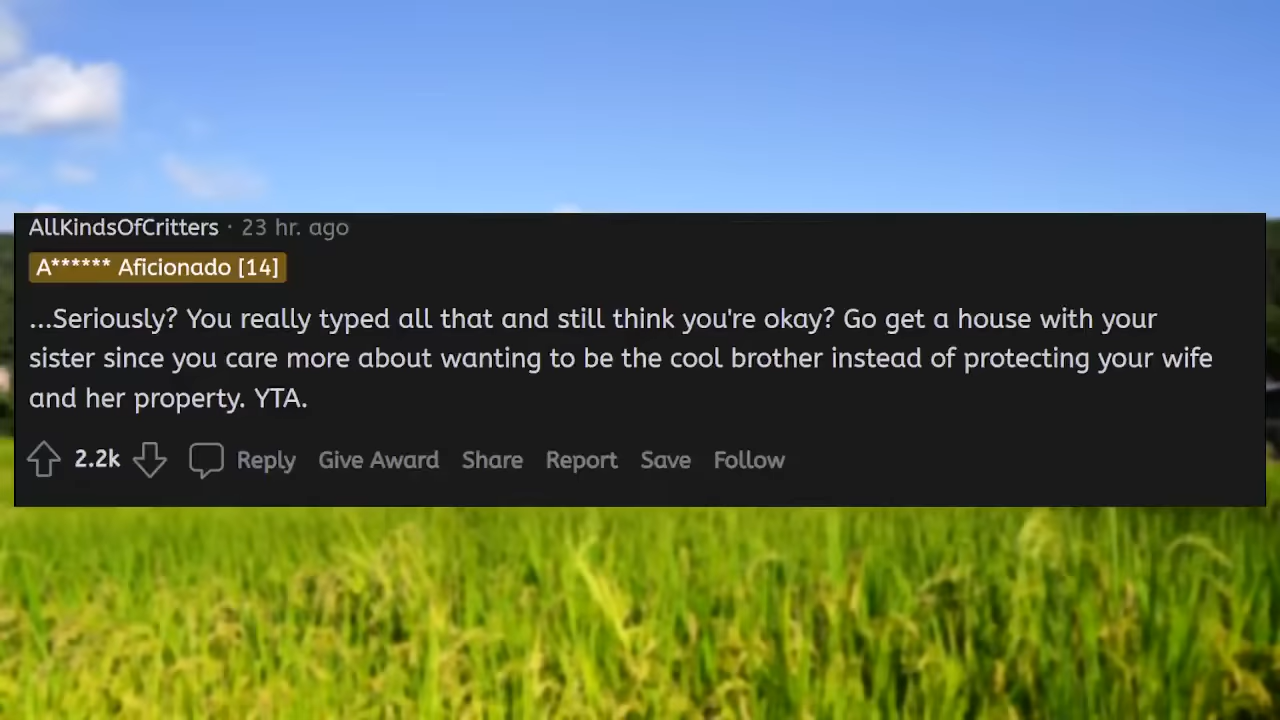 AllKindsOfCritters · 23 hr. ago
A****** Aficionado [14]
...Seriously? You really typed all that and still think you're okay? Go get a house with your
sister since you care more about wanting to be the cool brother instead of protecting your wife
and her property. YTA.
2.2k Reply Give Award Share Report Save Follow